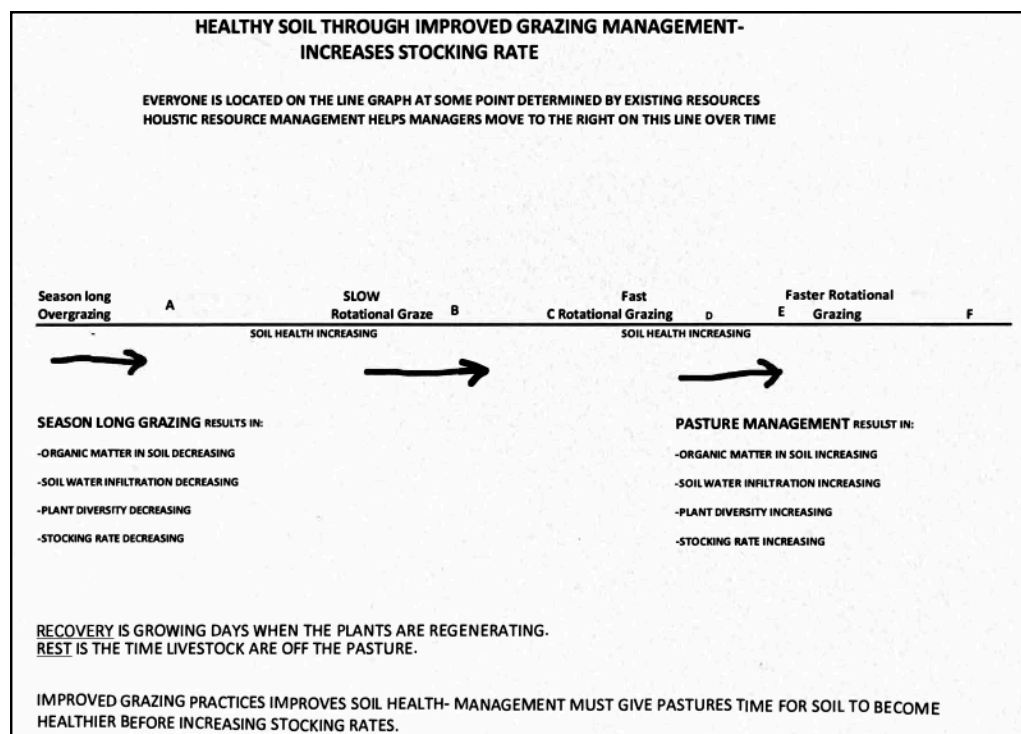 HEALTHY SOIL THROUGH IMPROVED GRAZING MANAGEMENT-
INCREASES STOCKING RATE
EVERYONE IS LOCATED ON THE LINE GRAPH AT SOME POINT DETERMINED BY EXISTING RESOURCES
HOLISTIC RESOURCE MANAGEMENT HELPS MANAGERS MOVE TO THE RIGHT ON THIS LINE OVER TIME
Season long SLOW Fast Faster Rotational
Overgrazing A Rotational Graze B C Rotational Grazing D E Grazing F
SOIL HEALTH INCREASING SOIL HEALTH INCREASING
SEASON LONG GRAZING RESULTS IN:
-ORGANIC MATTER IN SOIL DECREASING
-SOIL WATER INFILTRATION DECREASING
-PLANT DIVERSITY DECREASING
-STOCKING RATE DECREASING
PASTURE MANAGEMENT RESULST IN:
-ORGANIC MATTER IN SOIL INCREASING
-SOIL WATER INFILTRATION INCREASING
-PLANT DIVERSITY INCREASING
-STOCKING RATE INCREASING
RECOVERY IS GROWING DAYS WHEN THE PLANTS ARE REGENERATING.
REST IS THE TIME LIVESTOCK ARE OFF THE PASTURE.
IMPROVED GRAZING PRACTICES IMPROVES SOIL HEALTH- MANAGEMENT MUST GIVE PASTURES TIME FOR SOIL TO BECOME
HEALTHIER BEFORE INCREASING STOCKING RATES.